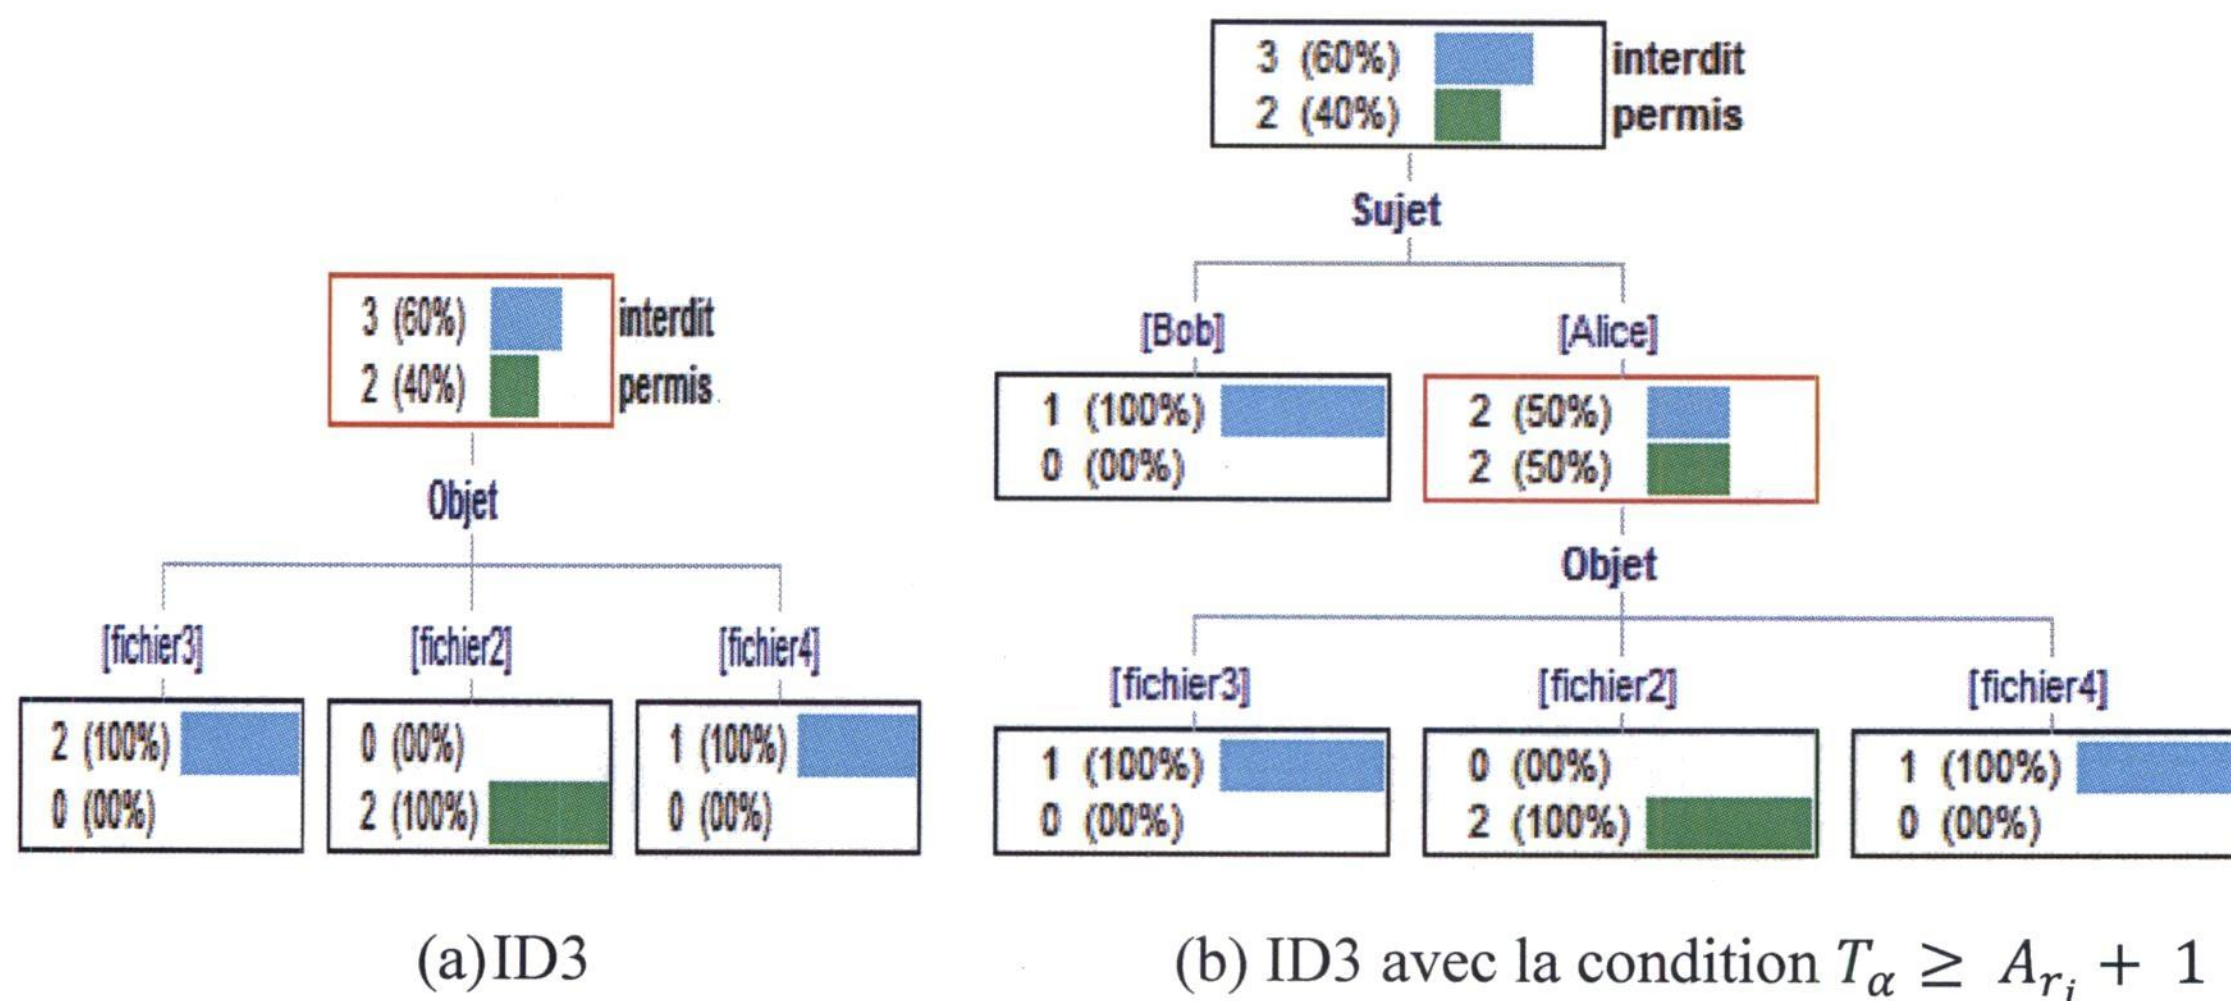 3 (60%) interdit
2 (40%) permis
Objet
[fichier3] [fichier2] [fichier4]
2 (100%) 0 (00%) 1 (100%)
0 (00%) 2 (100%) 0 (00%)
(a) ID3
3 (60%) interdit
2 (40%) permis
Sujet
[Bob] [Alice]
1 (100%) 2 (50%)
0 (00%) 2 (50%)
Objet
[fichier3] [fichier2] [fichier4]
1 (100%) 0 (00%) 1 (100%)
0 (00%) 2 (100%) 0 (00%)
(b) ID3 avec la condition T_α ≥ A_{r_i} + 1